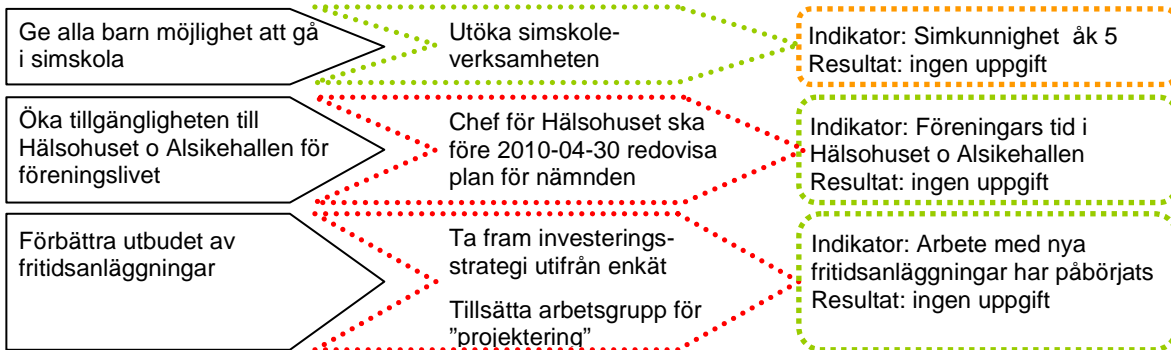 Ge alla barn möjlighet att gå
i simskola
Utöka simskole-
verksamheten
Indikator: Simkunnighet åk 5
Resultat: ingen uppgift
Öka tillgängligheten till
Hälsohuset o Alsikehallen för
föreningslivet
Chef för Hälsohuset ska
före 2010-04-30 redovisa
plan för nämnden
Indikator: Föreningars tid i
Hälsohuset o Alsikehallen
Resultat: ingen uppgift
Förbättra utbudet av
fritidsanläggningar
Ta fram investerings-
strategi utifrån enkät
Tillsätta arbetsgrupp för
”projektering”
Indikator: Arbete med nya
fritidsanläggningar har påbörjats
Resultat: ingen uppgift